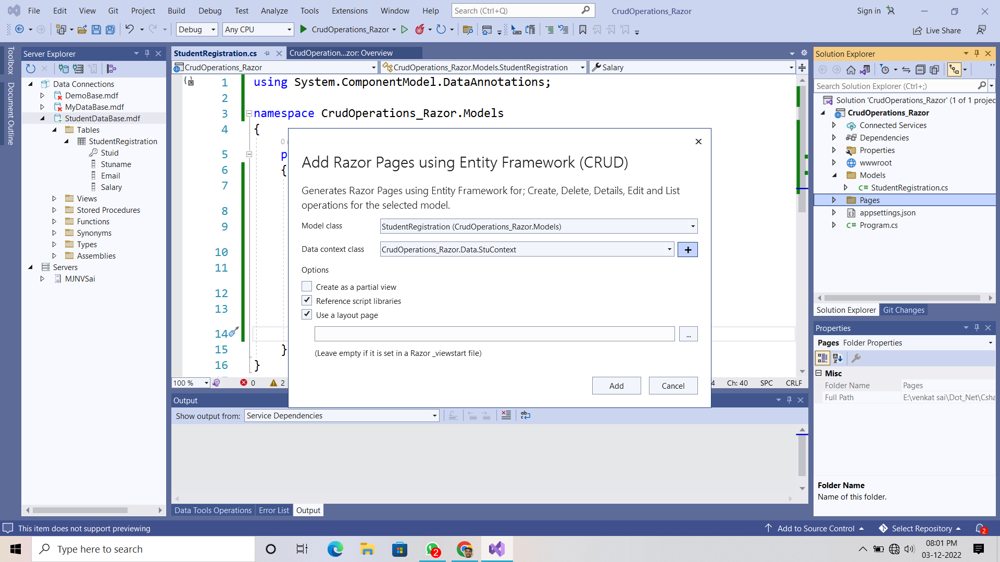 File Edit View Git Project Build Debug Test Analyze Tools Extensions Window Help Search (Ctrl+Q) CrudOperations_Razor Sign in
Debug Any CPU CrudOperations_Razor Live Share
Toolbox
Document Outline
Server Explorer
Data Connections
DemoBase.mdf
MyDataBase.mdf
StudentDataBase.mdf
Tables
StudentRegistration
Stuid
Stuname
Email
Salary
Views
Stored Procedures
Functions
Synonyms
Types
Assemblies
Servers
MJNVSai
StudentRegistration.cs CrudOperation...zor: Overview
CrudOperations_Razor CrudOperations_Razor.Models.StudentRegistration Salary
1 using System.ComponentModel.DataAnnotations;
2
3 namespace CrudOperations_Razor.Models
4 {
0
5 p
6 {
7
8
9
10
11
12
13
14
15 }
16 }
100 % 0 2 Ch: 40 SPC CRLF
Add Razor Pages using Entity Framework (CRUD)
Generates Razor Pages using Entity Framework for; Create, Delete, Details, Edit and List
operations for the selected model.
Model class StudentRegistration (CrudOperations_Razor.Models)
Data context class CrudOperations_Razor.Data.StuContext +
Options
Create as a partial view
Reference script libraries
Use a layout page
...
(Leave empty if it is set in a Razor _viewstart file)
Add Cancel
Output
Show output from: Service Dependencies
Data Tools Operations Error List Output
Solution Explorer
Search Solution Explorer (Ctrl+;)
Solution 'CrudOperations_Razor' (1 of 1 projec
CrudOperations_Razor
Connected Services
Dependencies
Properties
wwwroot
Models
C# StudentRegistration.cs
Pages
appsettings.json
C# Program.cs
Solution Explorer Git Changes
Properties
Pages Folder Properties
Misc
Folder Name Pages
Full Path E:\venkat sai\Dot_Net\Csha
Folder Name
Name of this folder.
This item does not support previewing Add to Source Control Select Repository 2
Type here to search 2 08:01 PM
03-12-2022